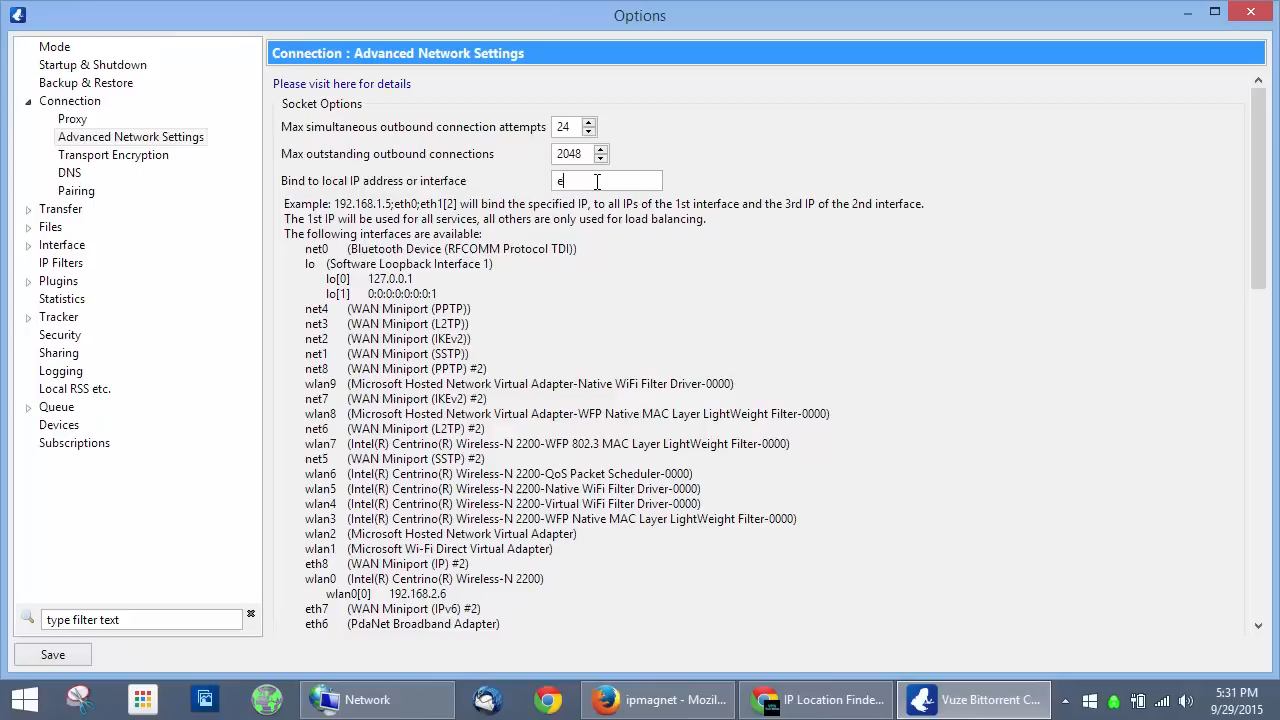 Options
Mode
Startup & Shutdown
Backup & Restore
Connection
Proxy
Advanced Network Settings
Transport Encryption
DNS
Pairing
Transfer
Files
Interface
IP Filters
Plugins
Statistics
Tracker
Security
Sharing
Logging
Local RSS etc.
Queue
Devices
Subscriptions
type filter text
Save
Connection : Advanced Network Settings
Please visit here for details
Socket Options
Max simultaneous outbound connection attempts 24
Max outstanding outbound connections 2048
Bind to local IP address or interface e
Example: 192.168.1.5;eth0;eth1[2] will bind the specified IP, to all IPs of the 1st interface and the 3rd IP of the 2nd interface.
The 1st IP will be used for all services, all others are only used for load balancing.
The following interfaces are available:
net0 (Bluetooth Device (RFCOMM Protocol TDI))
lo (Software Loopback Interface 1)
lo[0] 127.0.0.1
lo[1] 0:0:0:0:0:0:0:1
net4 (WAN Miniport (PPTP))
net3 (WAN Miniport (L2TP))
net2 (WAN Miniport (IKEv2))
net1 (WAN Miniport (SSTP))
net8 (WAN Miniport (PPTP) #2)
wlan9 (Microsoft Hosted Network Virtual Adapter-Native WiFi Filter Driver-0000)
net7 (WAN Miniport (IKEv2) #2)
wlan8 (Microsoft Hosted Network Virtual Adapter-WFP Native MAC Layer LightWeight Filter-0000)
net6 (WAN Miniport (L2TP) #2)
wlan7 (Intel(R) Centrino(R) Wireless-N 2200-WFP 802.3 MAC Layer LightWeight Filter-0000)
net5 (WAN Miniport (SSTP) #2)
wlan6 (Intel(R) Centrino(R) Wireless-N 2200-QoS Packet Scheduler-0000)
wlan5 (Intel(R) Centrino(R) Wireless-N 2200-Native WiFi Filter Driver-0000)
wlan4 (Intel(R) Centrino(R) Wireless-N 2200-Virtual WiFi Filter Driver-0000)
wlan3 (Intel(R) Centrino(R) Wireless-N 2200-WFP Native MAC Layer LightWeight Filter-0000)
wlan2 (Microsoft Hosted Network Virtual Adapter)
wlan1 (Microsoft Wi-Fi Direct Virtual Adapter)
eth8 (WAN Miniport (IP) #2)
wlan0 (Intel(R) Centrino(R) Wireless-N 2200)
wlan0[0] 192.168.2.6
eth7 (WAN Miniport (IPv6) #2)
eth6 (PdaNet Broadband Adapter)
Network
ipmagnet - Mozil...
IP Location Finde...
Vuze Bittorrent C...
5:31 PM
9/29/2015